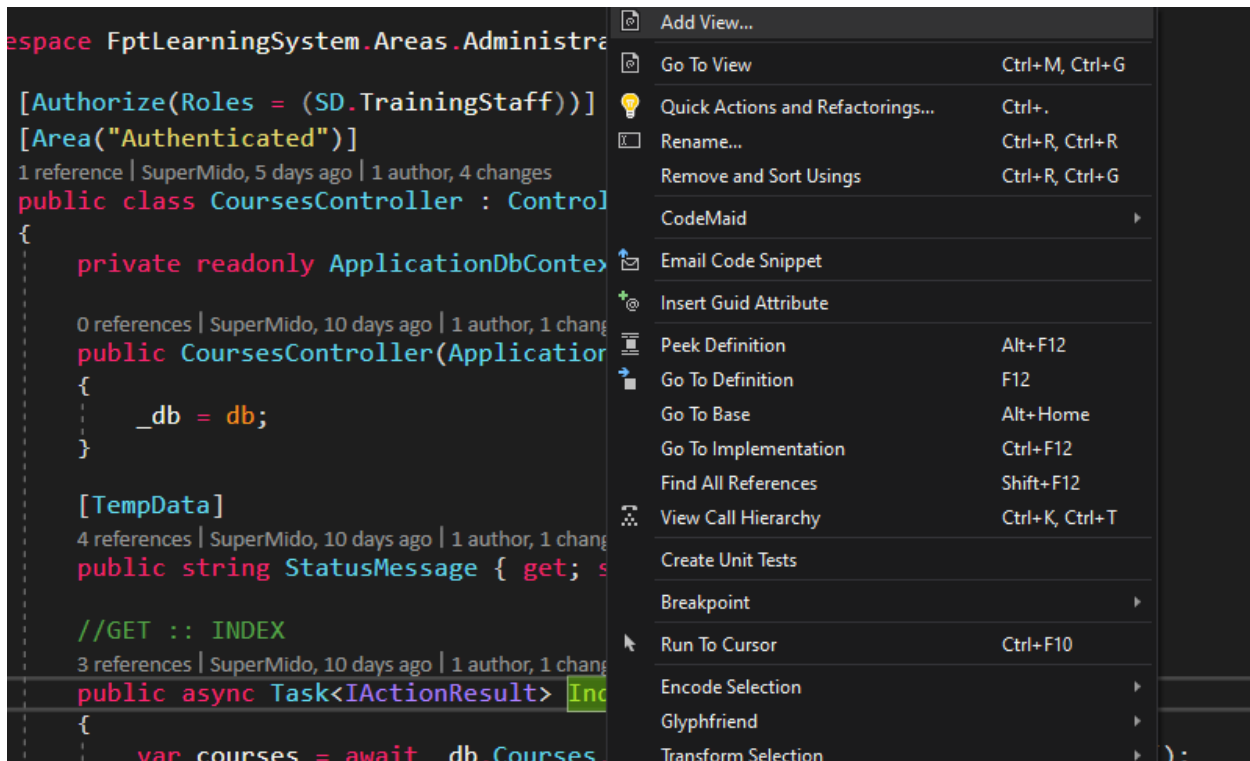 espace FptLearningSystem.Areas.Administra
[Authorize(Roles = (SD.TrainingStaff))]
[Area("Authenticated")]
1 reference | SuperMido, 5 days ago | 1 author, 4 changes
public class CoursesController : Control
{
private readonly ApplicationDbContex
0 references | SuperMido, 10 days ago | 1 author, 1 chang
public CoursesController(Application
{
_db = db;
}
[TempData]
4 references | SuperMido, 10 days ago | 1 author, 1 chang
public string StatusMessage { get; s
//GET :: INDEX
3 references | SuperMido, 10 days ago | 1 author, 1 chang
public async Task<IActionResult> Ind
{
var courses = await _db.Courses );
Add View...
Go To View Ctrl+M, Ctrl+G
Quick Actions and Refactorings... Ctrl+.
Rename... Ctrl+R, Ctrl+R
Remove and Sort Usings Ctrl+R, Ctrl+G
CodeMaid
Email Code Snippet
Insert Guid Attribute
Peek Definition Alt+F12
Go To Definition F12
Go To Base Alt+Home
Go To Implementation Ctrl+F12
Find All References Shift+F12
View Call Hierarchy Ctrl+K, Ctrl+T
Create Unit Tests
Breakpoint
Run To Cursor Ctrl+F10
Encode Selection
Glyphfriend
Transform Selection